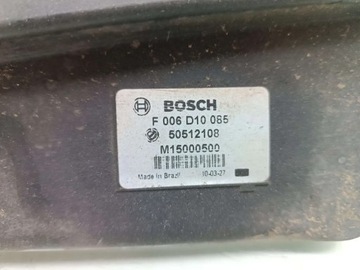 BOSCH
F 006 D10 085
50512108
M15000500
Made in Brazil 10-03-27